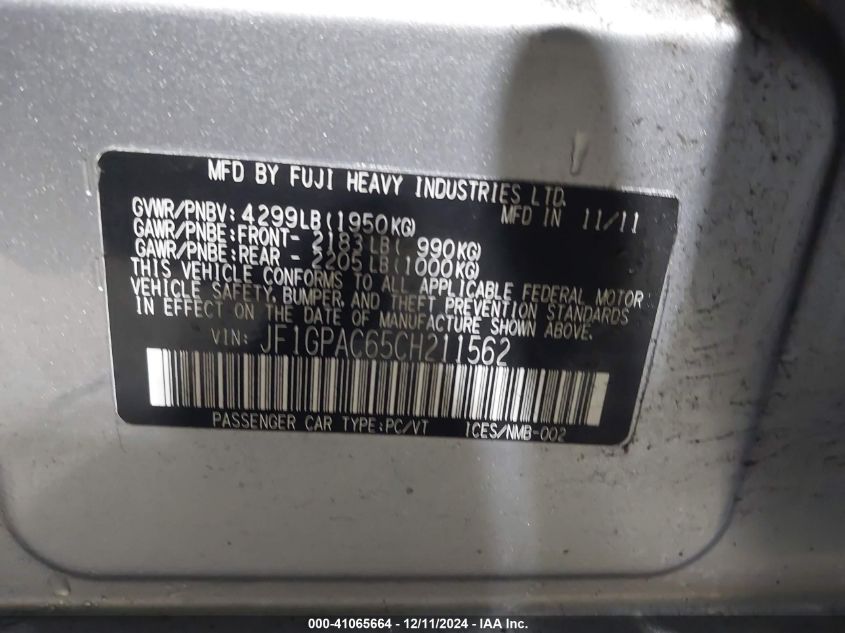 MFD BY FUJI HEAVY INDUSTRIES LTD.
GVWR/PNBV: 4299LB(1950KG) MFD IN 11/11
GAWR/PNBE:FRONT- 2183LB( 990KG)
GAWR/PNBE:REAR - 2205LB(1000KG)
THIS VEHICLE CONFORMS TO ALL APPLICABLE FEDERAL MOTOR
VEHICLE SAFETY, BUMPER, AND THEFT PREVENTION STANDARDS
IN EFFECT ON THE DATE OF MANUFACTURE SHOWN ABOVE.
VIN: JF1GPAC65CH211562
PASSENGER CAR TYPE:PC/VT ICES/NMB-002
000-41065664 - 12/11/2024 - IAA Inc.